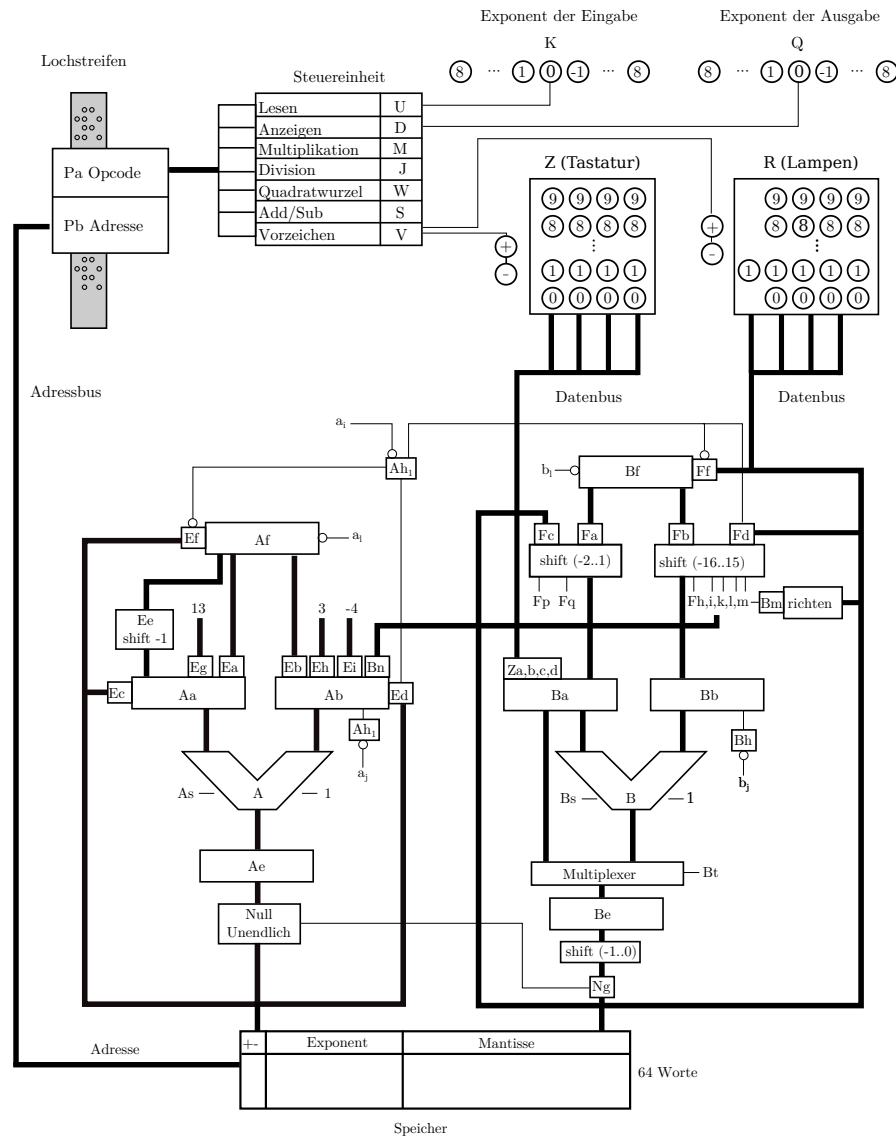 Exponent der Eingabe
Exponent der Ausgabe
K
Q
8 ... 1 0 -1 ... 8
8 ... 1 0 -1 ... 8
Lochstreifen
Steuereinheit
Lesen U
Anzeigen D
Multiplikation M
Division J
Quadratwurzel W
Add/Sub S
Vorzeichen V
Pa Opcode
Pb Adresse
+
-
+
-
Z (Tastatur)
9 9 9 9
8 8 8 8
...
1 1 1 1
0 0 0 0
R (Lampen)
9 9 9 9
8 8 8 8
...
1 1 1 1 1
0 0 0 0
Adressbus
Datenbus
Datenbus
ai
Ah1
bi
Bf
Ff
Ef
Af
ai
Fc
Fa
Fb
Fd
shift (-2..1)
shift (-16..15)
Fp
Fq
Fh,i,k,l,m
Bm
richten
Ee
shift -1
13
3
-4
Eg
Ea
Eb
Eh
Ei
Bn
Za,b,c,d
Ec
Aa
Ab
Ed
Ba
Bb
Ah1
aj
Bh
bj
As
A
1
Bs
B
1
Ae
Multiplexer
Bt
Null
Unendlich
Be
shift (-1..0)
Ng
+-
Exponent
Mantisse
Adresse
64 Worte
Speicher